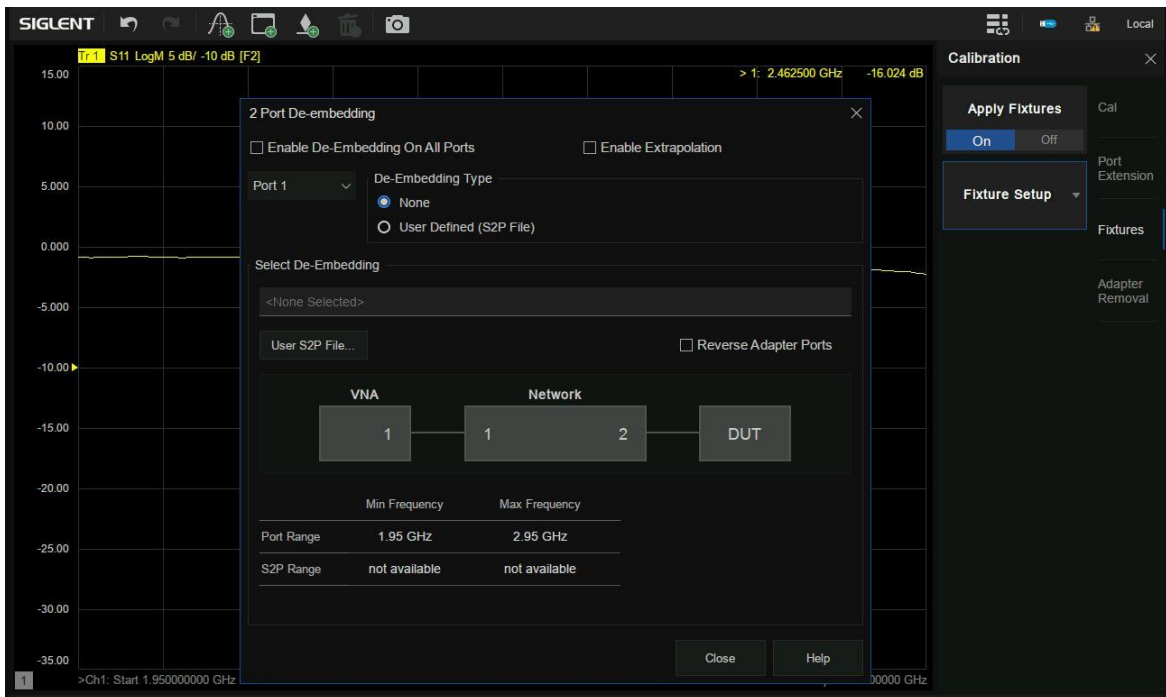 SIGLENT
Local
Tr 1 S11 LogM 5 dB/ -10 dB [F2]
> 1: 2.462500 GHz -16.024 dB
15.00
10.00
5.000
0.000
-5.000
-10.00
-15.00
-20.00
-25.00
-30.00
-35.00
2 Port De-embedding
Enable De-Embedding On All Ports
Enable Extrapolation
Port 1
De-Embedding Type
None
User Defined (S2P File)
Select De-Embedding
<None Selected>
User S2P File...
Reverse Adapter Ports
VNA
Network
1
1
2
DUT
Min Frequency Max Frequency
Port Range 1.95 GHz 2.95 GHz
S2P Range not available not available
Close
Help
1
>Ch1: Start 1.950000000 GHz
00000 GHz
Calibration
Apply Fixtures
On
Off
Fixture Setup
Cal
Port
Extension
Fixtures
Adapter
Removal